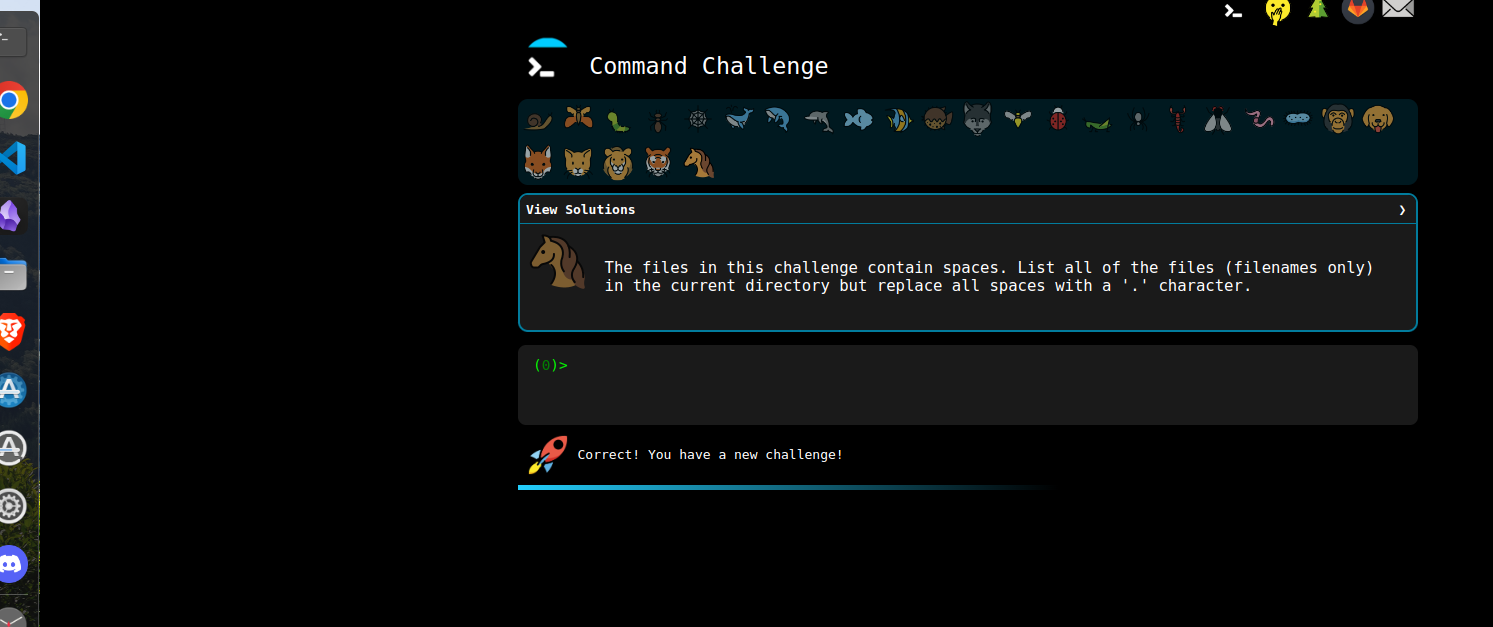 Command Challenge
View Solutions ❯
The files in this challenge contain spaces. List all of the files (filenames only)
in the current directory but replace all spaces with a '.' character.
(0)>
Correct! You have a new challenge!